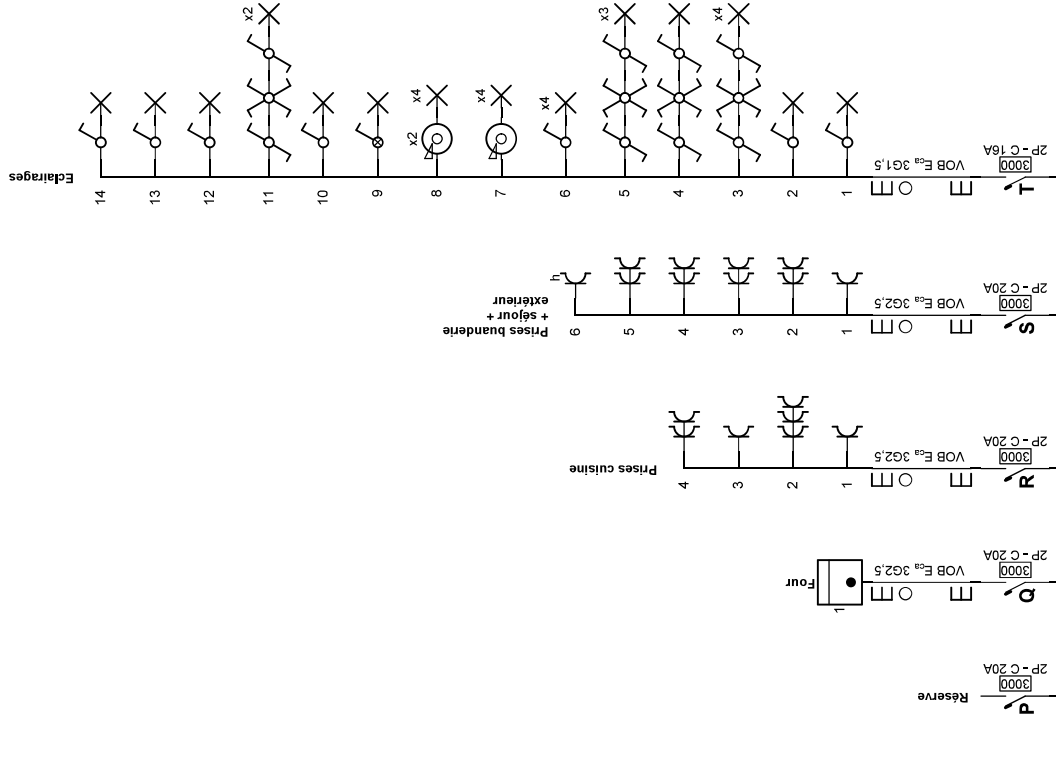 Eclairages
14
13
12
11
10
9
8
7
6
5
4
3
2
1
x2
x2
x4
x4
x4
x3
x4
VOB Eca 3G1,5
T
3000
2P - C 16A
Prises buanderie
+ séjour +
extérieur
6
5
4
3
2
1
h
VOB Eca 3G2,5
S
3000
2P - C 20A
Prises cuisine
4
3
2
1
VOB Eca 3G2,5
R
3000
2P - C 20A
Four
1
VOB Eca 3G2,5
Q
3000
2P - C 20A
Réserve
P
3000
2P - C 20A